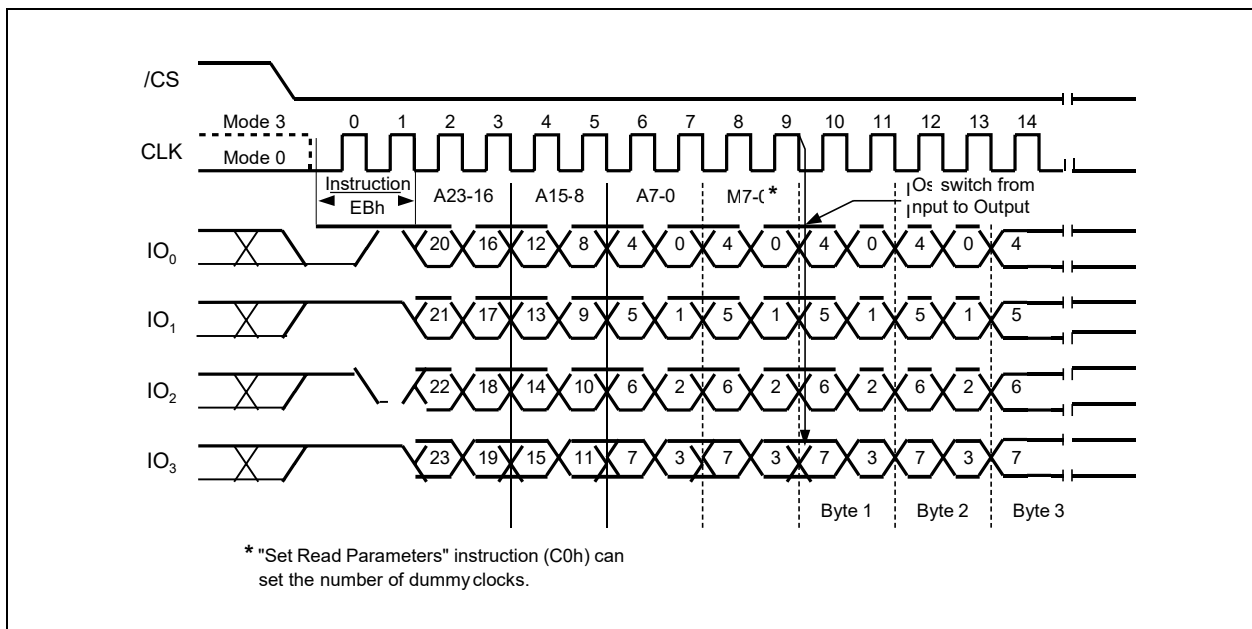 /CS
Mode 3 0 1 2 3 4 5 6 7 8 9 10 11 12 13 14
CLK Mode 0
Instruction
EBh
A23-16 A15-8 A7-0 M7-0*
Os switch from
nput to Output
IO0 20 16 12 8 4 0 4 0 4 0 4 0 4
IO1 21 17 13 9 5 1 5 1 5 1 5 1 5
IO2 22 18 14 10 6 2 6 2 6 2 6 2 6
IO3 23 19 15 11 7 3 7 3 7 3 7 3 7
Byte 1 Byte 2 Byte 3
* "Set Read Parameters" instruction (C0h) can
set the number of dummy clocks.